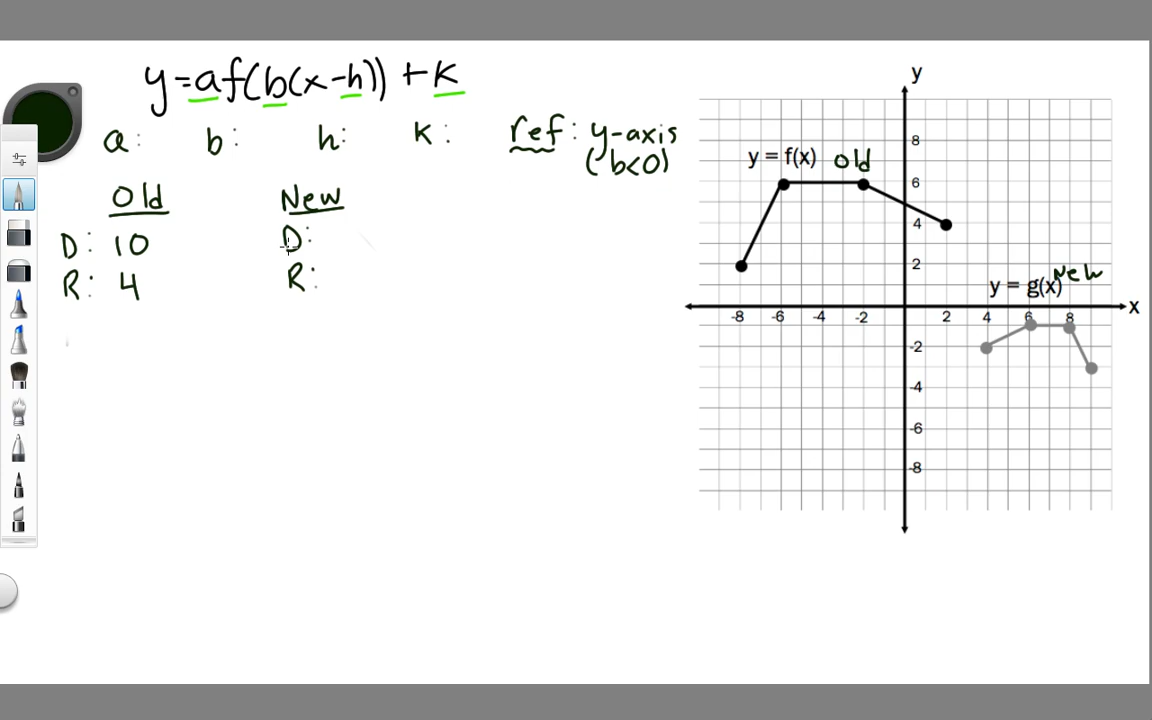 y=af(b(x-h))+k
a: b: h: k: ref: y-axis
(b<0)
Old New
D: 10 D:
R: 4 R:
y
8
y = f(x) old
6
4
2
y = g(x) New
-8 -6 -4 -2 2 4 6 8 x
-2
-4
-6
-8